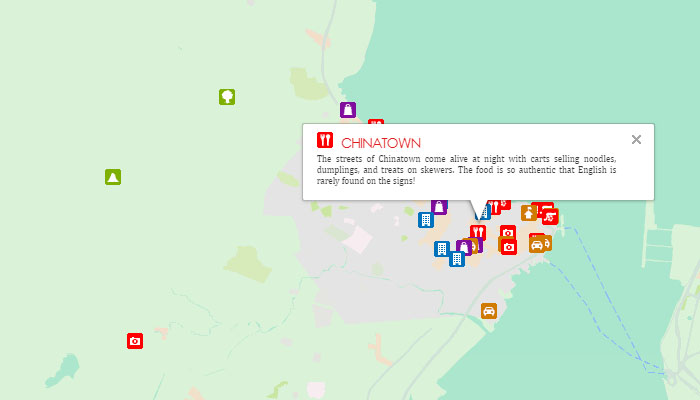 CHINATOWN
The streets of Chinatown come alive at night with carts selling noodles,
dumplings, and treats on skewers. The food is so authentic that English is
rarely found on the signs!